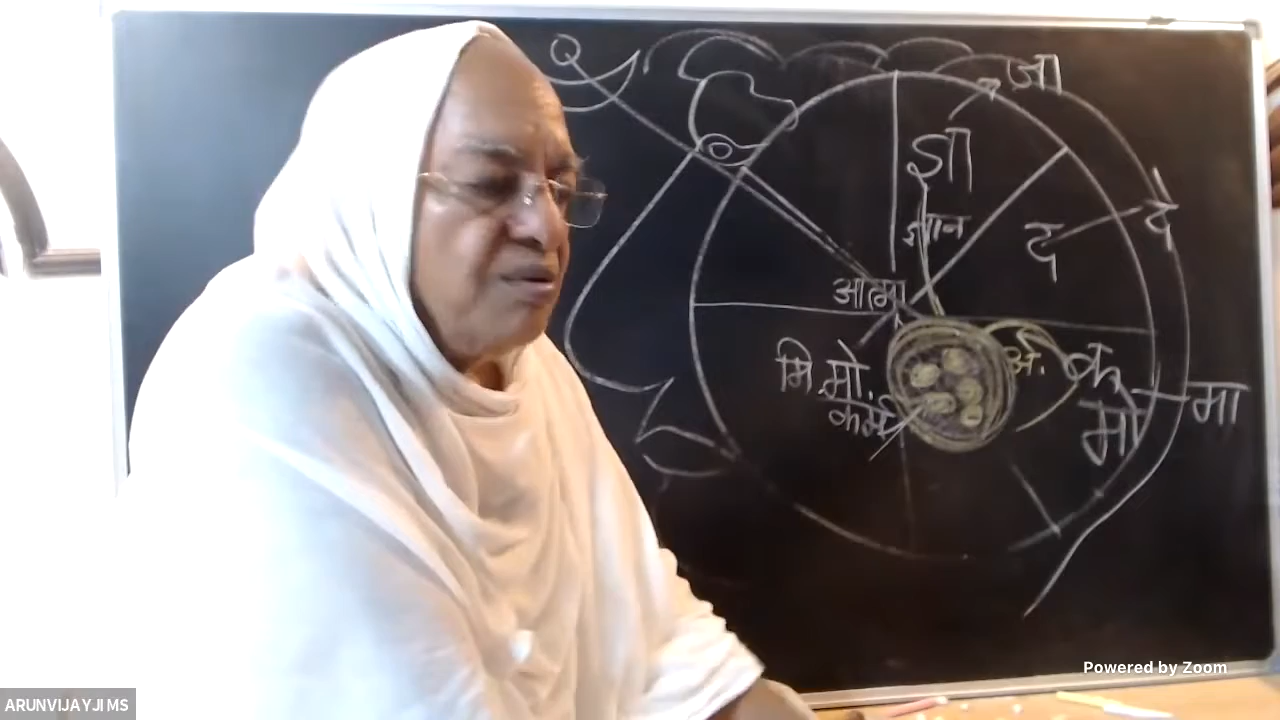 जा
ज्ञा
ज्ञान
द
दे
आत्मा
मि. मो.
कर्म
अ.
क
मो
मा
Powered by Zoom
ARUNVIJAYJI MS